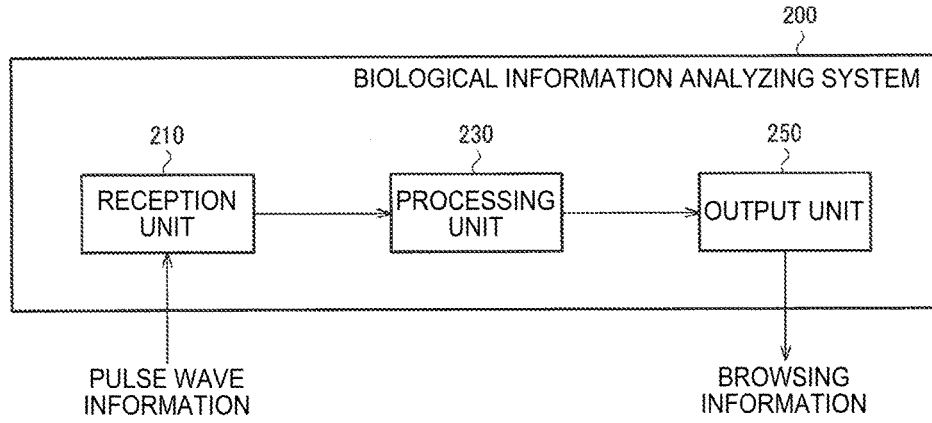 200
BIOLOGICAL INFORMATION ANALYZING SYSTEM
210
230
250
RECEPTION
UNIT
PROCESSING
UNIT
OUTPUT UNIT
PULSE WAVE
INFORMATION
BROWSING
INFORMATION